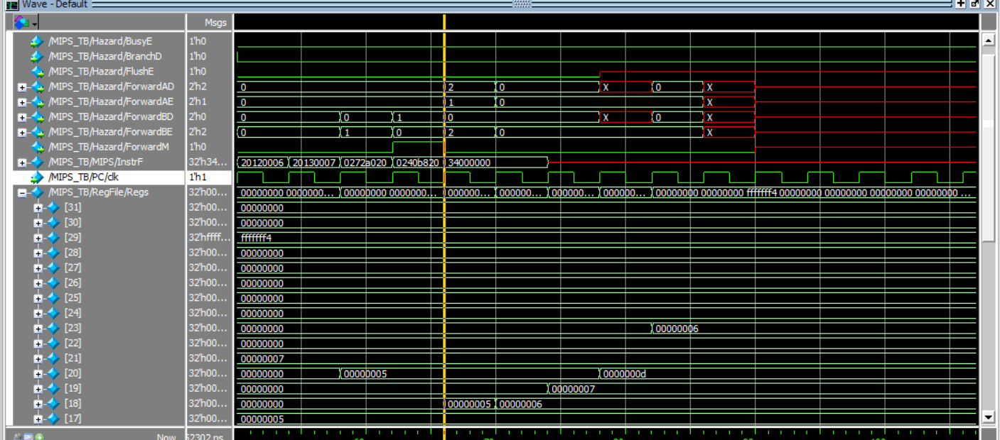 Wave - Default
Msgs
/MIPS_TB/Hazard/BusyE 1'h0
/MIPS_TB/Hazard/BranchD 1'h0
/MIPS_TB/Hazard/FlushE 1'h0
/MIPS_TB/Hazard/ForwardAD 2'h2 0 2 0 X 0 X
/MIPS_TB/Hazard/ForwardAE 2'h1 0 1 0 X
/MIPS_TB/Hazard/ForwardBD 2'h0 0 0 1 0 X 0 X
/MIPS_TB/Hazard/ForwardBE 2'h2 0 1 0 2 0 X
/MIPS_TB/Hazard/ForwardM 1'h0
/MIPS_TB/MIPS/InstrF 32'h34... 20120006 20130007 0272a020 0240b820 34000000
/MIPS_TB/PC/clk 1'h1
/MIPS_TB/RegFile/Regs 32'h00... 00000000 0000000... 00000000 0000000... 000000... 000000... 000000... 000000... 00000000 00000000 fffffff4 00000000 00000000 00000000 00000000 ...
[31] 32'h00... 00000000
[30] 32'h00... 00000000
[29] 32'hffff... fffffff4
[28] 32'h00... 00000000
[27] 32'h00... 00000000
[26] 32'h00... 00000000
[25] 32'h00... 00000000
[24] 32'h00... 00000000
[23] 32'h00... 00000000 00000006
[22] 32'h00... 00000000
[21] 32'h00... 00000007
[20] 32'h00... 00000000 00000005 0000000d
[19] 32'h00... 00000000 00000007
[18] 32'h00... 00000000 00000005 00000006
[17] 32'h00... 00000005
Now 62302 ns